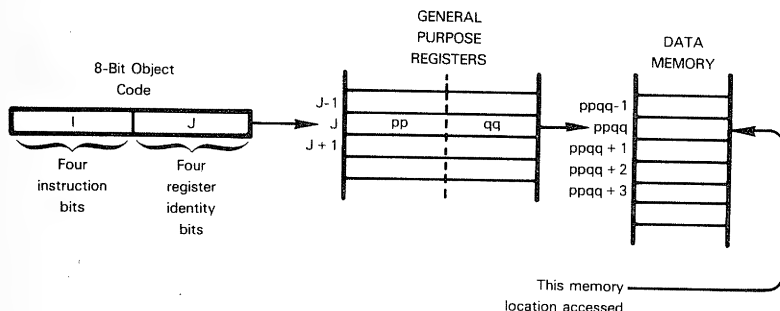 8-Bit Object
Code
I J
Four
instruction
bits
Four
register
identity
bits
GENERAL
PURPOSE
REGISTERS
J-1
J
J + 1
pp qq
DATA
MEMORY
ppqq-1
ppqq
ppqq + 1
ppqq + 2
ppqq + 3
This memory
location accessed